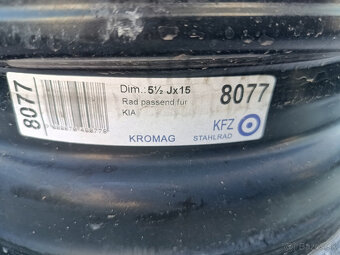 8077
Dim.: 5½ Jx15
Rad passend für
KIA
8077
KROMAG
KFZ
STAHLRAD